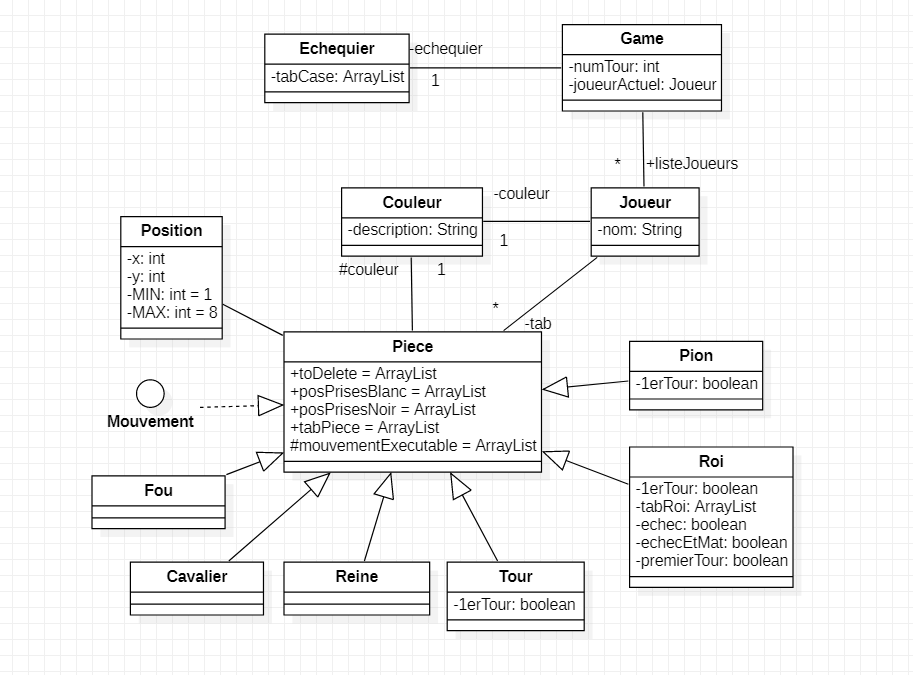 Echequier
-tabCase: ArrayList
-echequier
1
Game
-numTour: int
-joueurActuel: Joueur
*
+listeJoueurs
Couleur
-description: String
-couleur
1
Joueur
-nom: String
Position
-x: int
-y: int
-MIN: int = 1
-MAX: int = 8
#couleur
1
*
-tab
Piece
+toDelete = ArrayList
+posPrisesBlanc = ArrayList
+posPrisesNoir = ArrayList
+tabPiece = ArrayList
#mouvementExecutable = ArrayList
Pion
-1erTour: boolean
Mouvement
Roi
-1erTour: boolean
-tabRoi: ArrayList
-echec: boolean
-echecEtMat: boolean
-premierTour: boolean
Fou
Cavalier
Reine
Tour
-1erTour: boolean